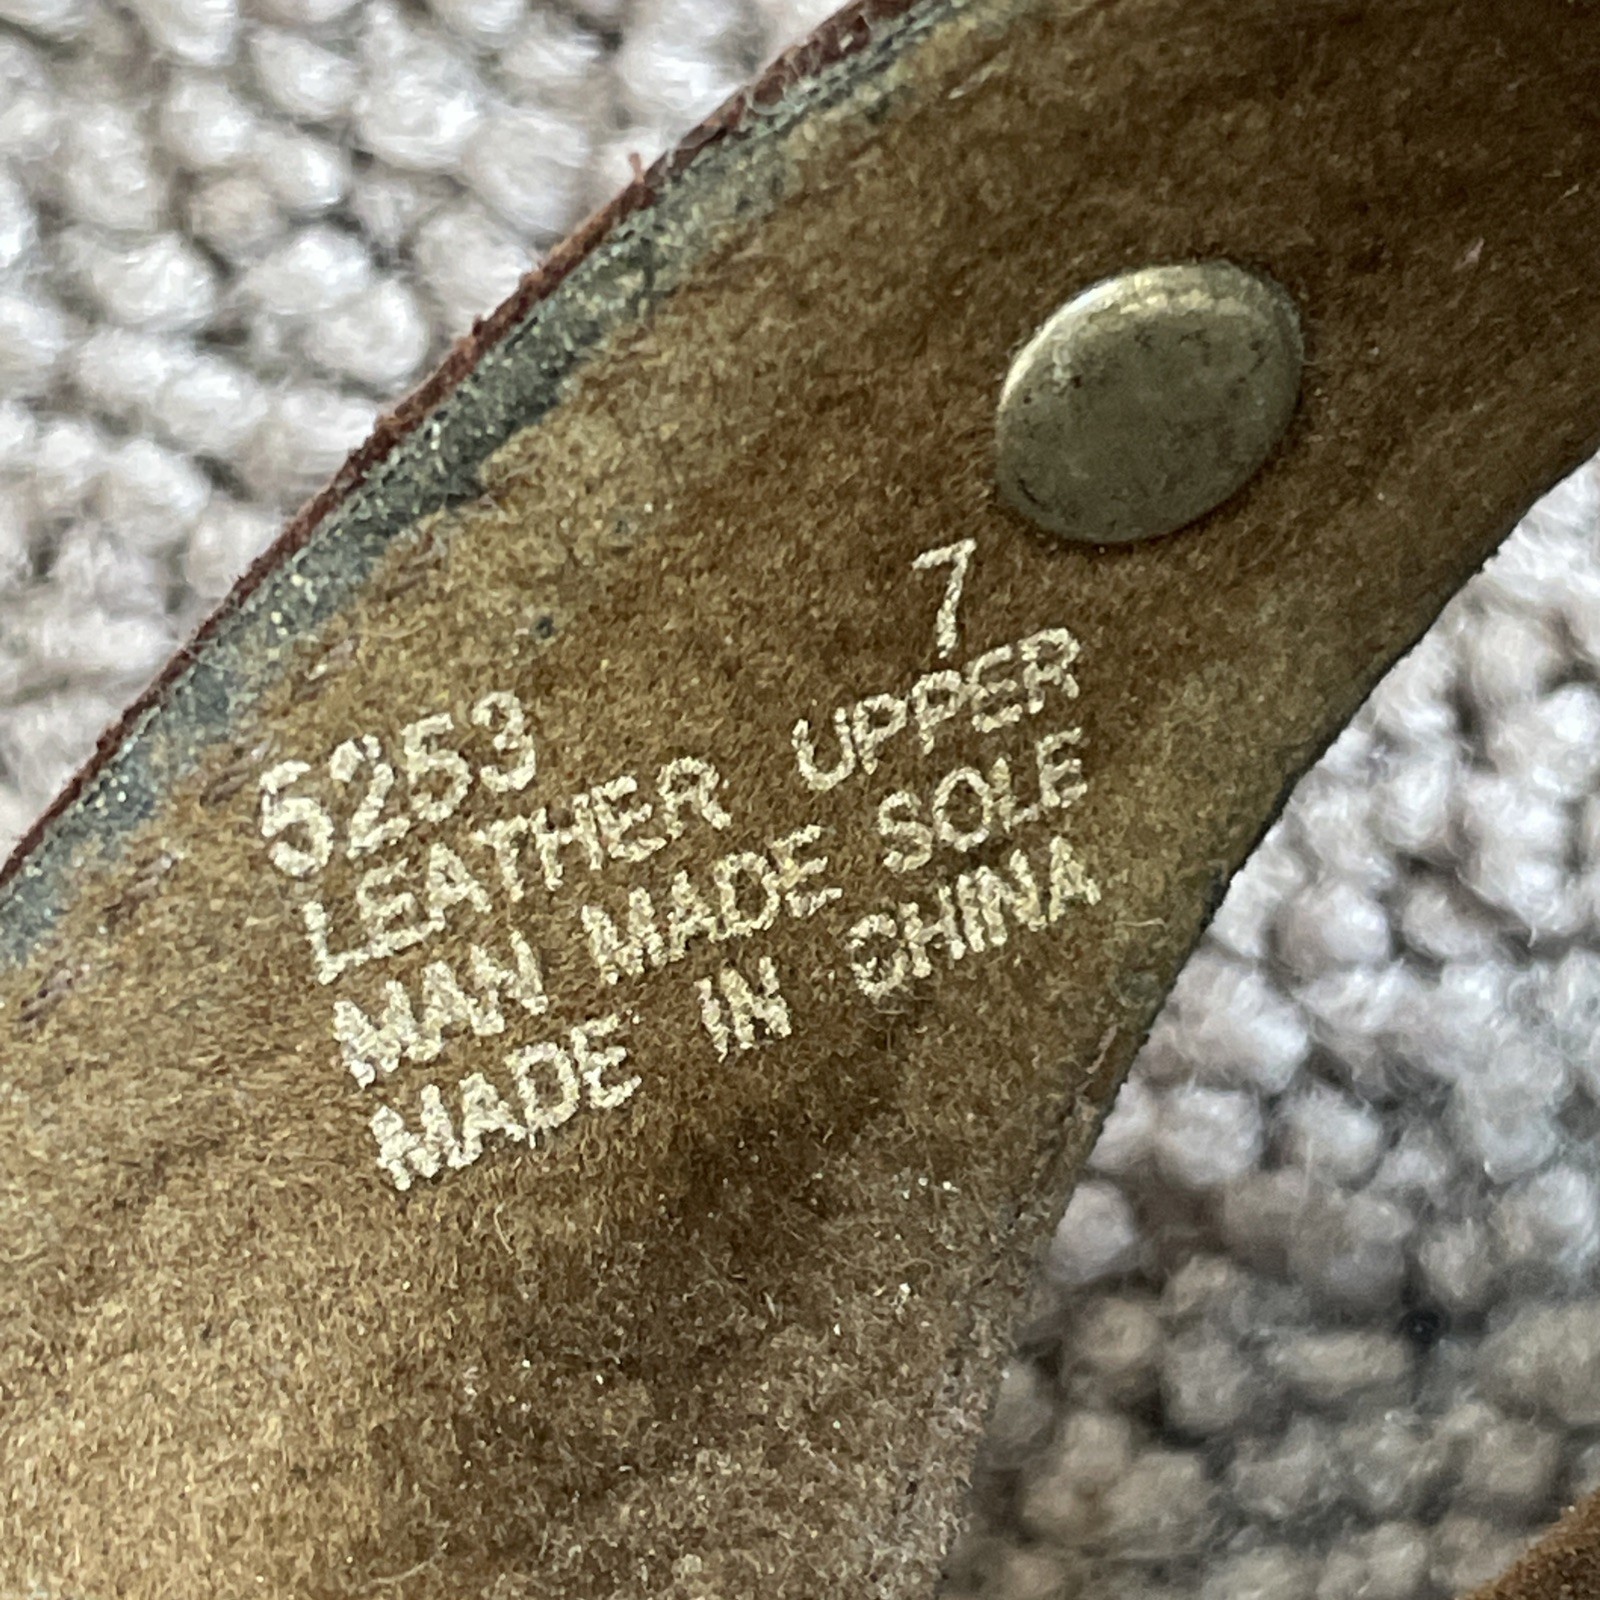 5253 7
LEATHER UPPER
MAN MADE SOLE
MADE IN CHINA